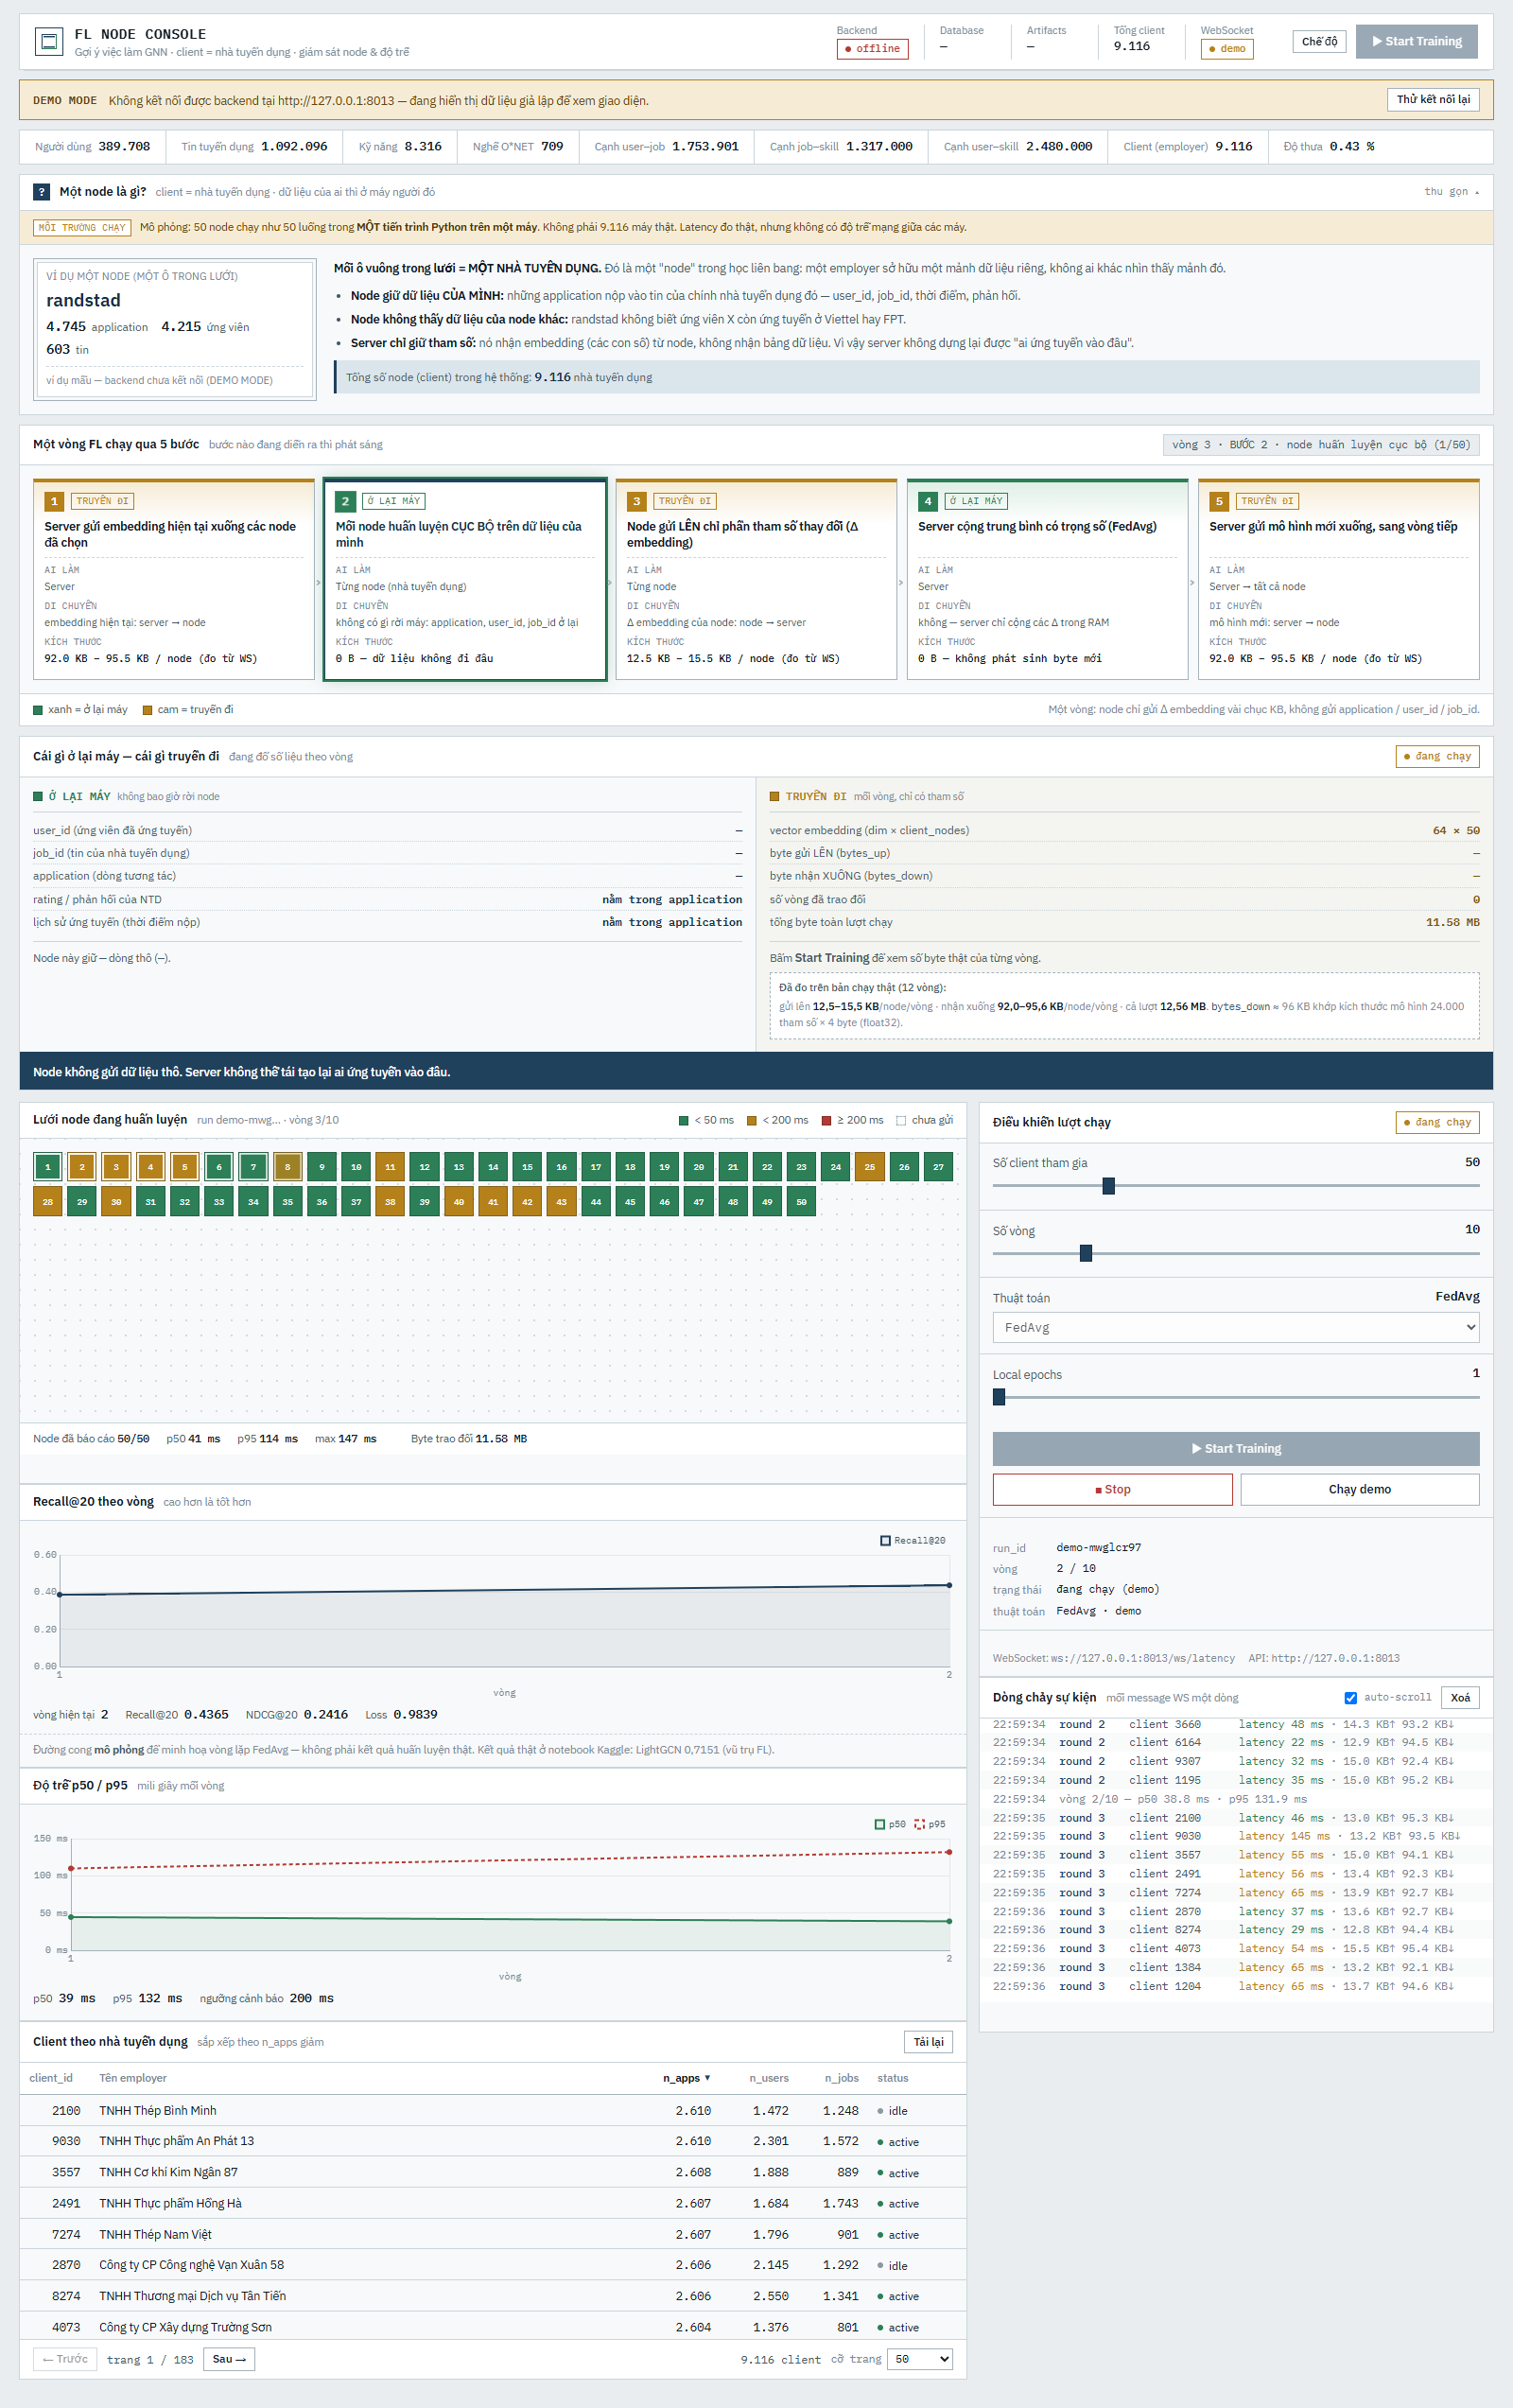 FL NODE CONSOLE
Gợi ý việc làm GNN · client = nhà tuyển dụng · giám sát node & độ trễ
Backend
● offline
Database
—
Artifacts
—
Tổng client
9.116
WebSocket
● demo
Chế độ
▶ Start Training
DEMO MODE Không kết nối được backend tại http://127.0.0.1:8013 — đang hiển thị dữ liệu giả lập để xem giao diện.
Thử kết nối lại
Người dùng 389.708
Tin tuyển dụng 1.092.096
Kỹ năng 8.316
Nghề O*NET 709
Cạnh user–job 1.753.901
Cạnh job–skill 1.317.000
Cạnh user–skill 2.480.000
Client (employer) 9.116
Độ thưa 0.43 %
? Một node là gì? client = nhà tuyển dụng · dữ liệu của ai thì ở máy người đó
thu gọn ▴
MÔI TRƯỜNG CHẠY Mô phỏng: 50 node chạy như 50 luồng trong MỘT tiến trình Python trên một máy. Không phải 9.116 máy thật. Latency đo thật, nhưng không có độ trễ mạng giữa các máy.
VÍ DỤ MỘT NODE (MỘT Ô TRONG LƯỚI)
randstad
4.745 application 4.215 ứng viên
603 tin
ví dụ mẫu — backend chưa kết nối (DEMO MODE)
Mỗi ô vuông trong lưới = MỘT NHÀ TUYỂN DỤNG. Đó là một "node" trong học liên bang: một employer sở hữu một mảnh dữ liệu riêng, không ai khác nhìn thấy mảnh đó.
• Node giữ dữ liệu CỦA MÌNH: những application nộp vào tin của chính nhà tuyển dụng đó — user_id, job_id, thời điểm, phản hồi.
• Node không thấy dữ liệu của node khác: randstad không biết ứng viên X còn ứng tuyển ở Viettel hay FPT.
• Server chỉ giữ tham số: nó nhận embedding (các con số) từ node, không nhận bảng dữ liệu. Vì vậy server không dựng lại được "ai ứng tuyển vào đâu".
Tổng số node (client) trong hệ thống: 9.116 nhà tuyển dụng
Một vòng FL chạy qua 5 bước bước nào đang diễn ra thì phát sáng
vòng 3 · BƯỚC 2 · node huấn luyện cục bộ (1/50)
1 TRUYỀN ĐI
Server gửi embedding hiện tại xuống các node
đã chọn
AI LÀM
Server
DI CHUYỂN
embedding hiện tại: server → node
KÍCH THƯỚC
92.0 KB – 95.5 KB / node (đo từ WS)
›
2 Ở LẠI MÁY
Mỗi node huấn luyện CỤC BỘ trên dữ liệu của
mình
AI LÀM
Từng node (nhà tuyển dụng)
DI CHUYỂN
không có gì rời máy: application, user_id, job_id ở lại
KÍCH THƯỚC
0 B — dữ liệu không đi đâu
›
3 TRUYỀN ĐI
Node gửi LÊN chỉ phần tham số thay đổi (Δ
embedding)
AI LÀM
Từng node
DI CHUYỂN
Δ embedding của node: node → server
KÍCH THƯỚC
12.5 KB – 15.5 KB / node (đo từ WS)
›
4 Ở LẠI MÁY
Server cộng trung bình có trọng số (FedAvg)
AI LÀM
Server
DI CHUYỂN
không — server chỉ cộng các Δ trong RAM
KÍCH THƯỚC
0 B — không phát sinh byte mới
›
5 TRUYỀN ĐI
Server gửi mô hình mới xuống, sang vòng tiếp
AI LÀM
Server → tất cả node
DI CHUYỂN
mô hình mới: server → node
KÍCH THƯỚC
92.0 KB – 95.5 KB / node (đo từ WS)
xanh = ở lại máy cam = truyền đi
Một vòng: node chỉ gửi Δ embedding vài chục KB, không gửi application / user_id / job_id.
Cái gì ở lại máy — cái gì truyền đi đang đổ số liệu theo vòng
● đang chạy
Ở LẠI MÁY không bao giờ rời node
user_id (ứng viên đã ứng tuyển) —
job_id (tin của nhà tuyển dụng) —
application (dòng tương tác) —
rating / phản hồi của NTD nằm trong application
lịch sử ứng tuyển (thời điểm nộp) nằm trong application
Node này giữ — dòng thô (—).
TRUYỀN ĐI mỗi vòng, chỉ có tham số
vector embedding (dim × client_nodes) 64 × 50
byte gửi LÊN (bytes_up) —
byte nhận XUỐNG (bytes_down) —
số vòng đã trao đổi 0
tổng byte toàn lượt chạy 11.58 MB
Bấm Start Training để xem số byte thật của từng vòng.
Đã đo trên bản chạy thật (12 vòng):
gửi lên 12,5–15,5 KB/node/vòng · nhận xuống 92,0–95,6 KB/node/vòng · cả lượt 12,56 MB. bytes_down ≈ 96 KB khớp kích thước mô hình 24.000
tham số × 4 byte (float32).
Node không gửi dữ liệu thô. Server không thể tái tạo lại ai ứng tuyển vào đâu.
Lưới node đang huấn luyện run demo-mwg… · vòng 3/10
< 50 ms < 200 ms ≥ 200 ms chưa gửi
1 2 3 4 5 6 7 8 9 10 11 12 13 14 15 16 17 18 19 20 21 22 23 24 25 26 27
28 29 30 31 32 33 34 35 36 37 38 39 40 41 42 43 44 45 46 47 48 49 50
Node đã báo cáo 50/50 p50 41 ms p95 114 ms max 147 ms Byte trao đổi 11.58 MB
Recall@20 theo vòng cao hơn là tốt hơn
Recall@20
0.60
0.40
0.20
0.00
1 2
vòng
vòng hiện tại 2 Recall@20 0.4365 NDCG@20 0.2416 Loss 0.9839
Đường cong mô phỏng để minh hoạ vòng lặp FedAvg — không phải kết quả huấn luyện thật. Kết quả thật ở notebook Kaggle: LightGCN 0,7151 (vũ trụ FL).
Độ trễ p50 / p95 mili giây mỗi vòng
p50 p95
150 ms
100 ms
50 ms
0 ms
1 2
vòng
p50 39 ms p95 132 ms ngưỡng cảnh báo 200 ms
Client theo nhà tuyển dụng sắp xếp theo n_apps giảm
Tải lại
client_id Tên employer n_apps ▼ n_users n_jobs status
2100 TNHH Thép Bình Minh 2.610 1.472 1.248 ● idle
9030 TNHH Thực phẩm An Phát 13 2.610 2.301 1.572 ● active
3557 TNHH Cơ khí Kim Ngân 87 2.608 1.888 889 ● active
2491 TNHH Thực phẩm Hồng Hà 2.607 1.684 1.743 ● active
7274 TNHH Thép Nam Việt 2.607 1.796 901 ● active
2870 Công ty CP Công nghệ Vạn Xuân 58 2.606 2.145 1.292 ● idle
8274 TNHH Thương mại Dịch vụ Tân Tiến 2.606 2.550 1.341 ● active
4073 Công ty CP Xây dựng Trường Sơn 2.604 1.376 801 ● active
← Trước trang 1 / 183 Sau → 9.116 client cỡ trang 50
Điều khiển lượt chạy
● đang chạy
Số client tham gia 50
Số vòng 10
Thuật toán FedAvg
FedAvg
Local epochs 1
▶ Start Training
■ Stop
Chạy demo
run_id demo-mwglcr97
vòng 2 / 10
trạng thái đang chạy (demo)
thuật toán FedAvg · demo
WebSocket: ws://127.0.0.1:8013/ws/latency API: http://127.0.0.1:8013
Dòng chảy sự kiện mỗi message WS một dòng
auto-scroll Xoá
22:59:34 round 2 client 3660 latency 48 ms · 14.3 KB↑ 93.2 KB↓
22:59:34 round 2 client 6164 latency 22 ms · 12.9 KB↑ 94.5 KB↓
22:59:34 round 2 client 9307 latency 32 ms · 15.0 KB↑ 92.4 KB↓
22:59:34 round 2 client 1195 latency 35 ms · 15.0 KB↑ 95.2 KB↓
22:59:34 vòng 2/10 — p50 38.8 ms · p95 131.9 ms
22:59:35 round 3 client 2100 latency 46 ms · 13.0 KB↑ 95.3 KB↓
22:59:35 round 3 client 9030 latency 145 ms · 13.2 KB↑ 93.5 KB↓
22:59:35 round 3 client 3557 latency 55 ms · 15.0 KB↑ 94.1 KB↓
22:59:35 round 3 client 2491 latency 56 ms · 13.4 KB↑ 92.3 KB↓
22:59:35 round 3 client 7274 latency 65 ms · 13.9 KB↑ 92.7 KB↓
22:59:36 round 3 client 2870 latency 37 ms · 13.6 KB↑ 92.7 KB↓
22:59:36 round 3 client 8274 latency 29 ms · 12.8 KB↑ 94.4 KB↓
22:59:36 round 3 client 4073 latency 54 ms · 15.5 KB↑ 95.4 KB↓
22:59:36 round 3 client 1384 latency 65 ms · 13.2 KB↑ 92.1 KB↓
22:59:36 round 3 client 1204 latency 65 ms · 13.7 KB↑ 94.6 KB↓